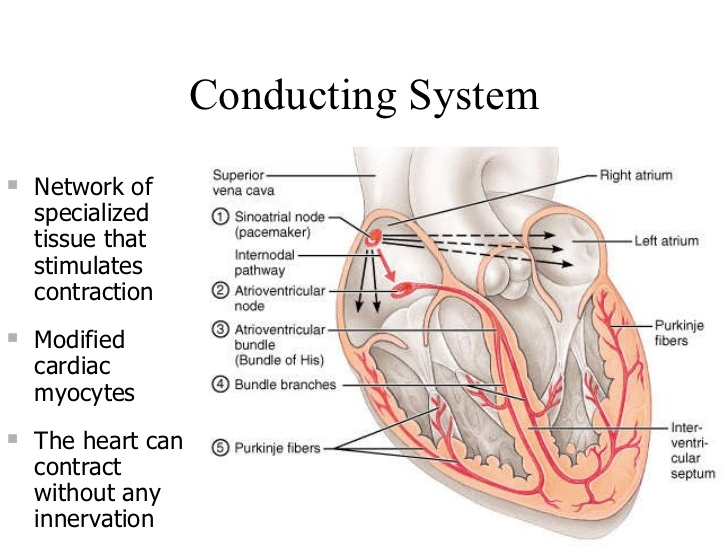 Conducting System
Network of
specialized
tissue that
stimulates
contraction
Modified
cardiac
myocytes
The heart can
contract
without any
innervation
Superior
vena cava
1 Sinoatrial node
(pacemaker)
Internodal
pathway
2 Atrioventricular
node
3 Atrioventricular
bundle
(Bundle of His)
4 Bundle branches
5 Purkinje fibers
Right atrium
Left atrium
Purkinje
fibers
Inter-
ventri-
cular
septum